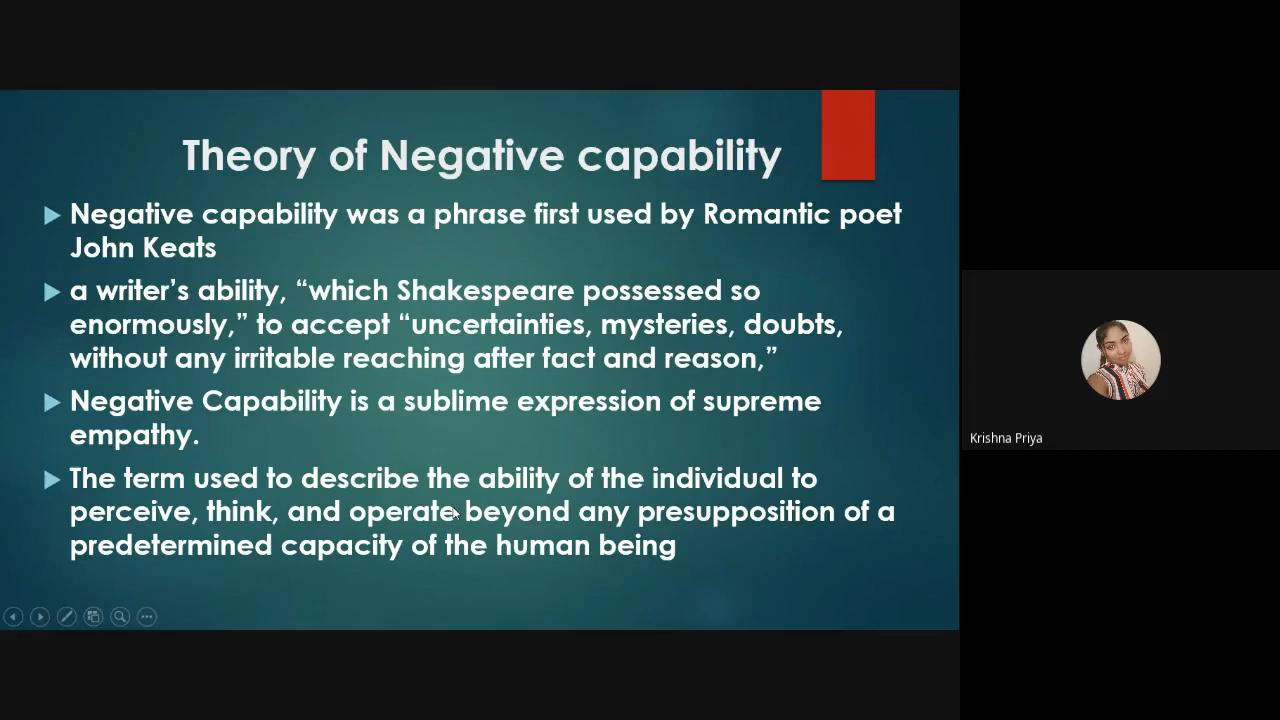 Theory of Negative capability
Negative capability was a phrase first used by Romantic poet
John Keats
a writer’s ability, “which Shakespeare possessed so
enormously,” to accept “uncertainties, mysteries, doubts,
without any irritable reaching after fact and reason,”
Negative Capability is a sublime expression of supreme
empathy.
The term used to describe the ability of the individual to
perceive, think, and operate beyond any presupposition of a
predetermined capacity of the human being
Krishna Priya